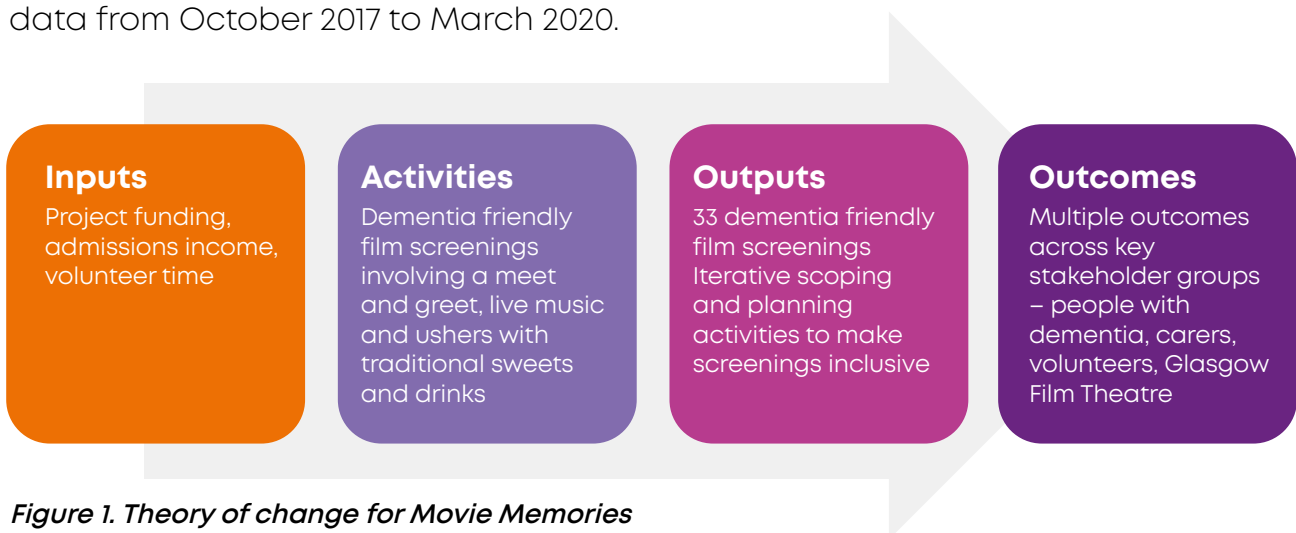 data from October 2017 to March 2020.
Inputs
Project funding,
admissions income,
volunteer time
Activities
Dementia friendly
film screenings
involving a meet
and greet, live music
and ushers with
traditional sweets
and drinks
Outputs
33 dementia friendly
film screenings
Iterative scoping
and planning
activities to make
screenings inclusive
Outcomes
Multiple outcomes
across key
stakeholder groups
– people with
dementia, carers,
volunteers, Glasgow
Film Theatre
Figure 1. Theory of change for Movie Memories